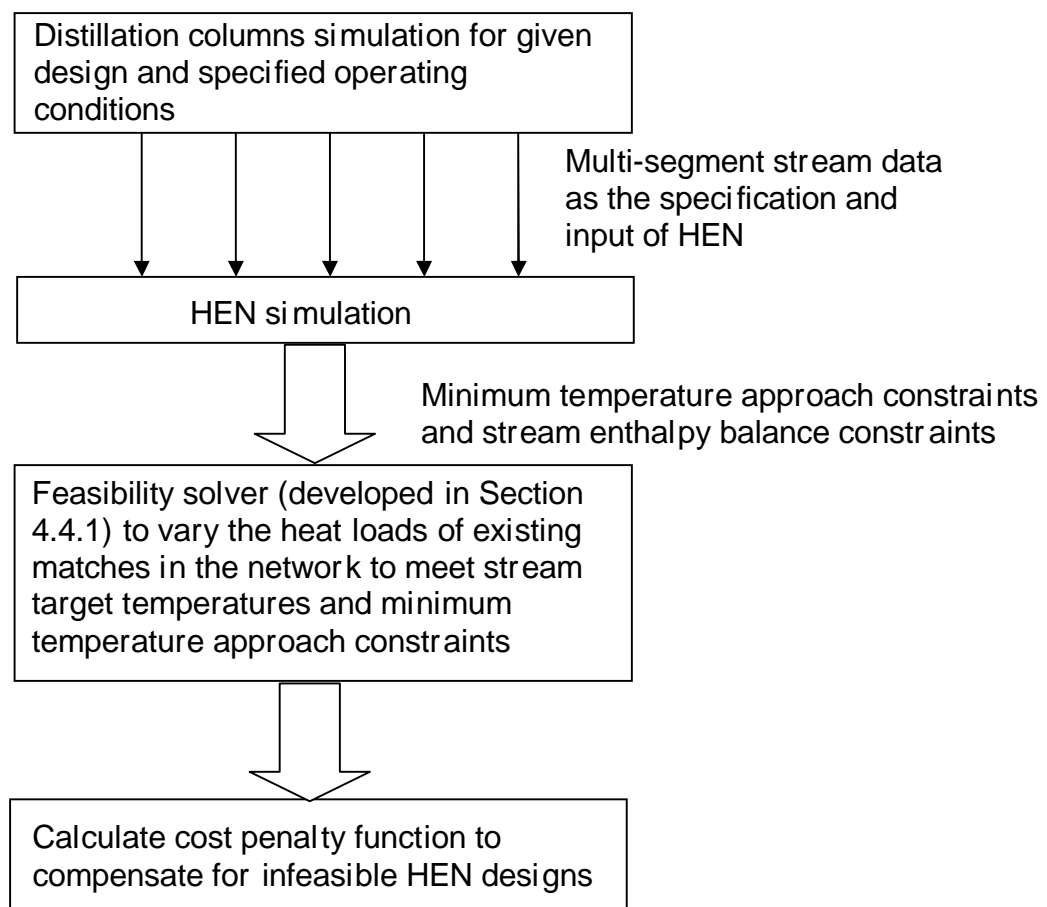 Distillation columns simulation for given
design and specified operating
conditions
Multi-segment stream data
as the specification and
input of HEN
HEN simulation
Minimum temperature approach constraints
and stream enthalpy balance constraints
Feasibility solver (developed in Section
4.4.1) to vary the heat loads of existing
matches in the network to meet stream
target temperatures and minimum
temperature approach constraints
Calculate cost penalty function to
compensate for infeasible HEN designs